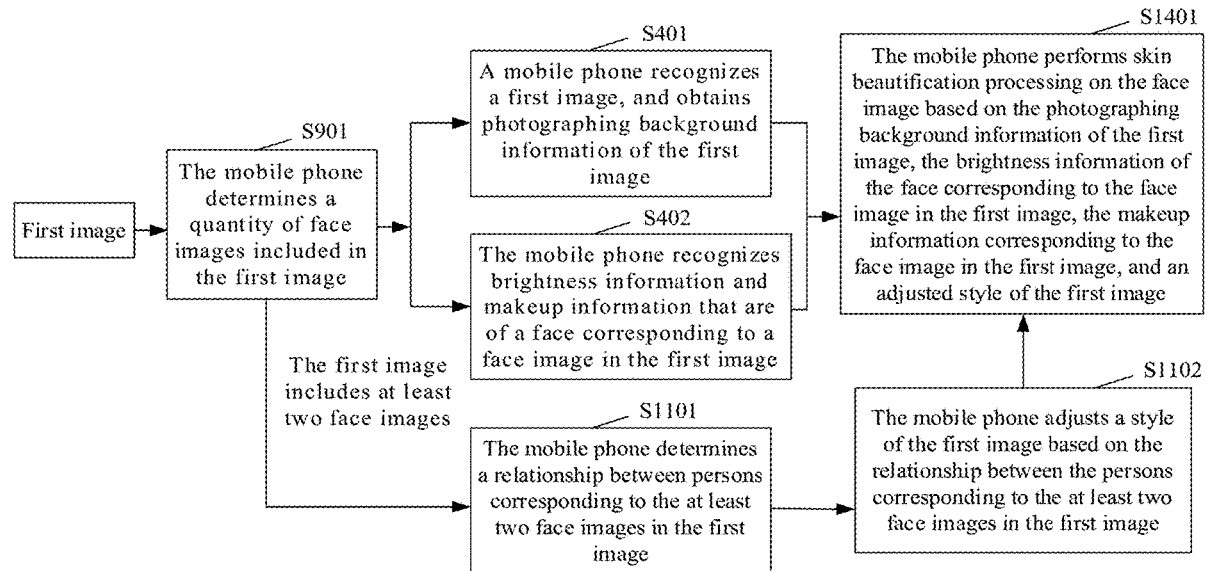 First image
S901
The mobile phone
determines a
quantity of face
images included in
the first image
S401
A mobile phone recognizes
a first image, and obtains
photographing background
information of the first
image
S402
The mobile phone recognizes
brightness information and
makeup information that are
of a face corresponding to a
face image in the first image
S1401
The mobile phone performs skin
beautification processing on the face
image based on the photographing
background information of the first
image, the brightness information of
the face corresponding to the face
image in the first image, the makeup
information corresponding to the
face image in the first image, and an
adjusted style of the first image
The first image
includes at least
two face images
S1101
The mobile phone determines
a relationship between persons
corresponding to the at least
two face images in the first
image
S1102
The mobile phone adjusts a style
of the first image based on the
relationship between the persons
corresponding to the at least two
face images in the first image